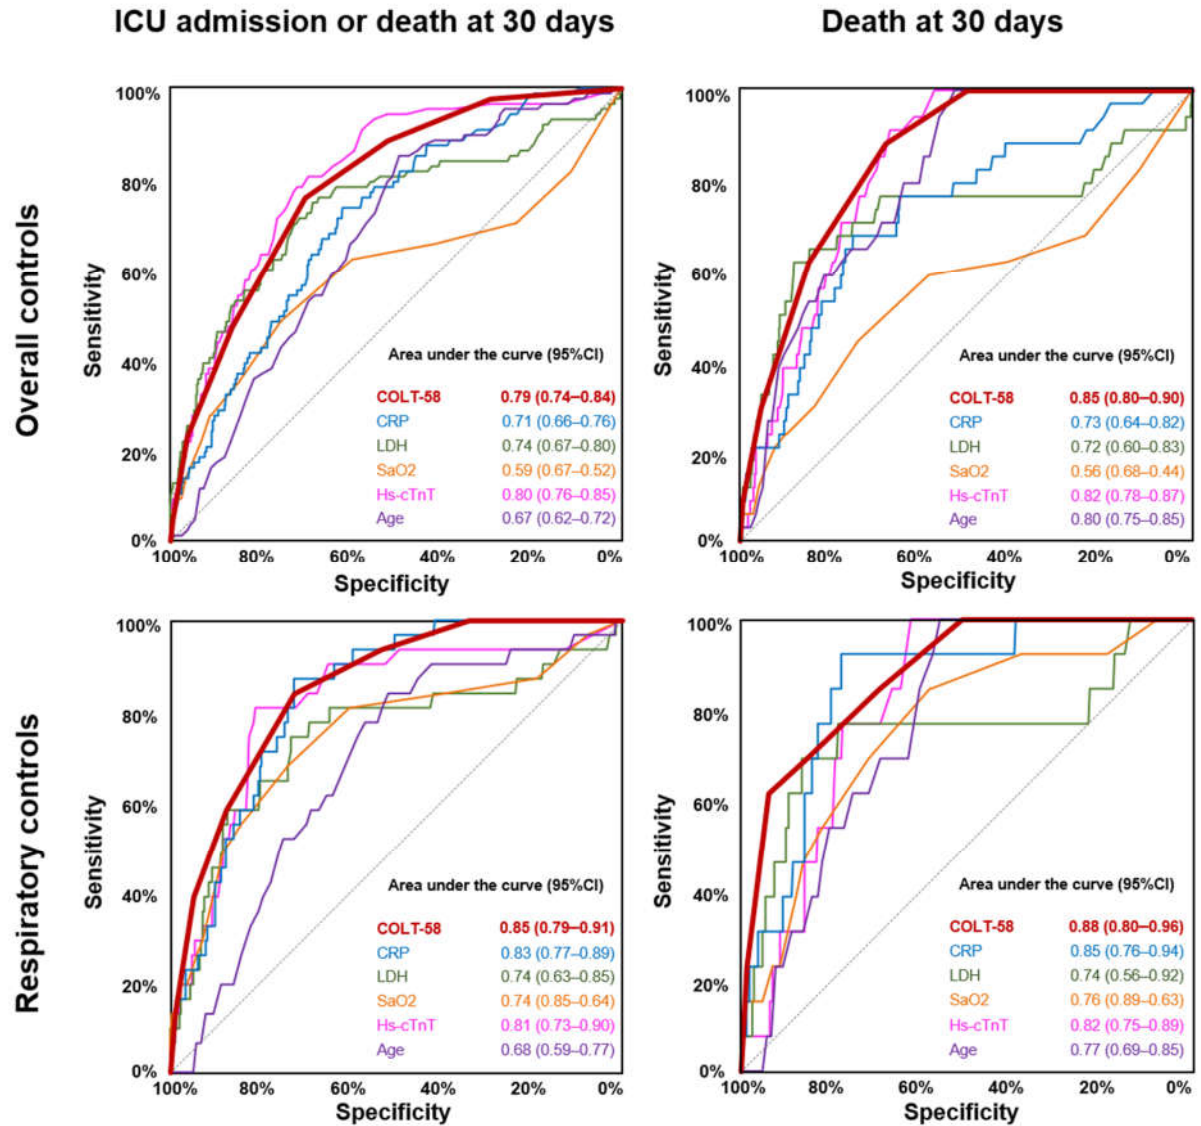 ICU admission or death at 30 days
Death at 30 days
Overall controls
Sensitivity
100%
80%
60%
40%
20%
0%
Area under the curve (95%CI)
COLT-58 0.79 (0.74–0.84)
CRP 0.71 (0.66–0.76)
LDH 0.74 (0.67–0.80)
SaO2 0.59 (0.67–0.52)
Hs-cTnT 0.80 (0.76–0.85)
Age 0.67 (0.62–0.72)
100% 80% 60% 40% 20% 0%
Specificity
Sensitivity
100%
80%
60%
40%
20%
0%
Area under the curve (95%CI)
COLT-58 0.85 (0.80–0.90)
CRP 0.73 (0.64–0.82)
LDH 0.72 (0.60–0.83)
SaO2 0.56 (0.68–0.44)
Hs-cTnT 0.82 (0.78–0.87)
Age 0.80 (0.75–0.85)
100% 80% 60% 40% 20% 0%
Specificity
Respiratory controls
Sensitivity
100%
80%
60%
40%
20%
0%
Area under the curve (95%CI)
COLT-58 0.85 (0.79–0.91)
CRP 0.83 (0.77–0.89)
LDH 0.74 (0.63–0.85)
SaO2 0.74 (0.85–0.64)
Hs-cTnT 0.81 (0.73–0.90)
Age 0.68 (0.59–0.77)
100% 80% 60% 40% 20% 0%
Specificity
Sensitivity
100%
80%
60%
40%
20%
0%
Area under the curve (95%CI)
COLT-58 0.88 (0.80–0.96)
CRP 0.85 (0.76–0.94)
LDH 0.74 (0.56–0.92)
SaO2 0.76 (0.89–0.63)
Hs-cTnT 0.82 (0.75–0.89)
Age 0.77 (0.69–0.85)
100% 80% 60% 40% 20% 0%
Specificity